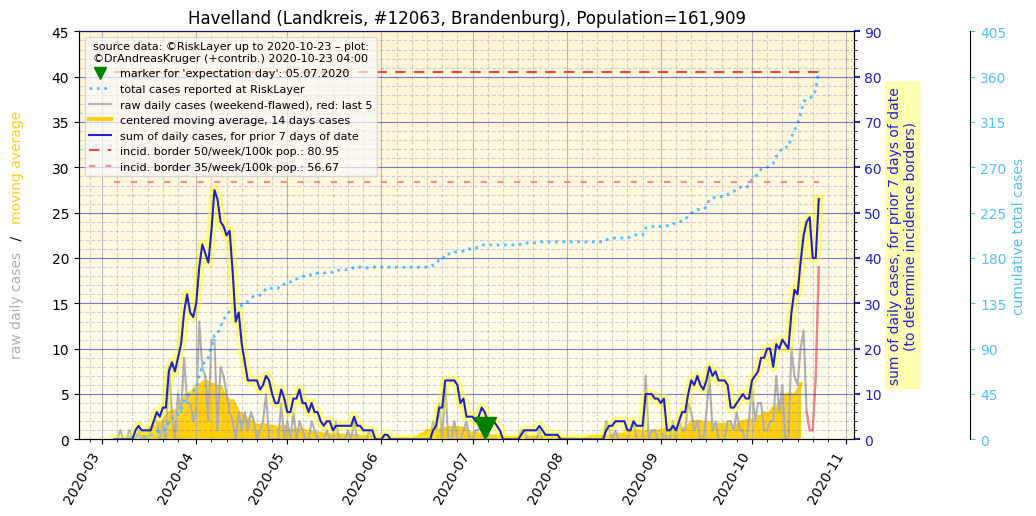 Havelland (Landkreis, #12063, Brandenburg), Population=161,909
source data: ©RiskLayer up to 2020-10-23 – plot:
©DrAndreasKruger (+contrib.) 2020-10-23 04:00
marker for 'expectation day': 05.07.2020
total cases reported at RiskLayer
raw daily cases (weekend-flawed), red: last 5
centered moving average, 14 days cases
sum of daily cases, for prior 7 days of date
incid. border 50/week/100k pop.: 80.95
incid. border 35/week/100k pop.: 56.67
raw daily cases / moving average
45
40
35
30
25
20
15
10
5
0
2020-03
2020-04
2020-05
2020-06
2020-07
2020-08
2020-09
2020-10
2020-11
90
80
70
60
50
40
30
20
10
0
sum of daily cases, for prior 7 days of date
(to determine incidence borders)
405
360
315
270
225
180
135
90
45
0
cumulative total cases